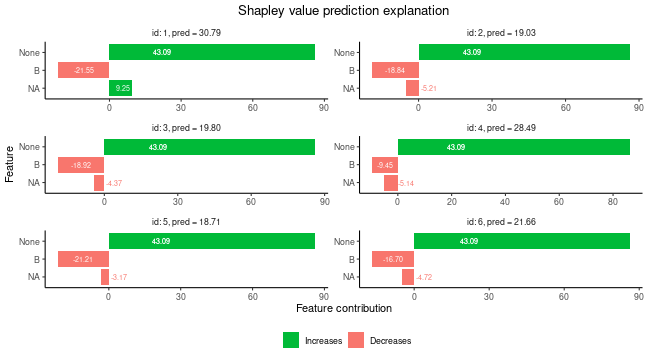 Shapley value prediction explanation
id: 1, pred = 30.79
id: 2, pred = 19.03
None
43.09
None
43.09
B
-21.55
B
-18.84
NA
9.25
NA
-5.21
0 30 60 90
0 30 60 90
id: 3, pred = 19.80
id: 4, pred = 28.49
None
43.09
None
43.09
B
-18.92
B
-9.45
NA
-4.37
NA
-5.14
0 30 60 90
0 20 40 60 80
Feature
id: 5, pred = 18.71
id: 6, pred = 21.66
None
43.09
None
43.09
B
-21.21
B
-16.70
NA
-3.17
NA
-4.72
0 30 60 90
0 30 60 90
Feature contribution
Increases Decreases